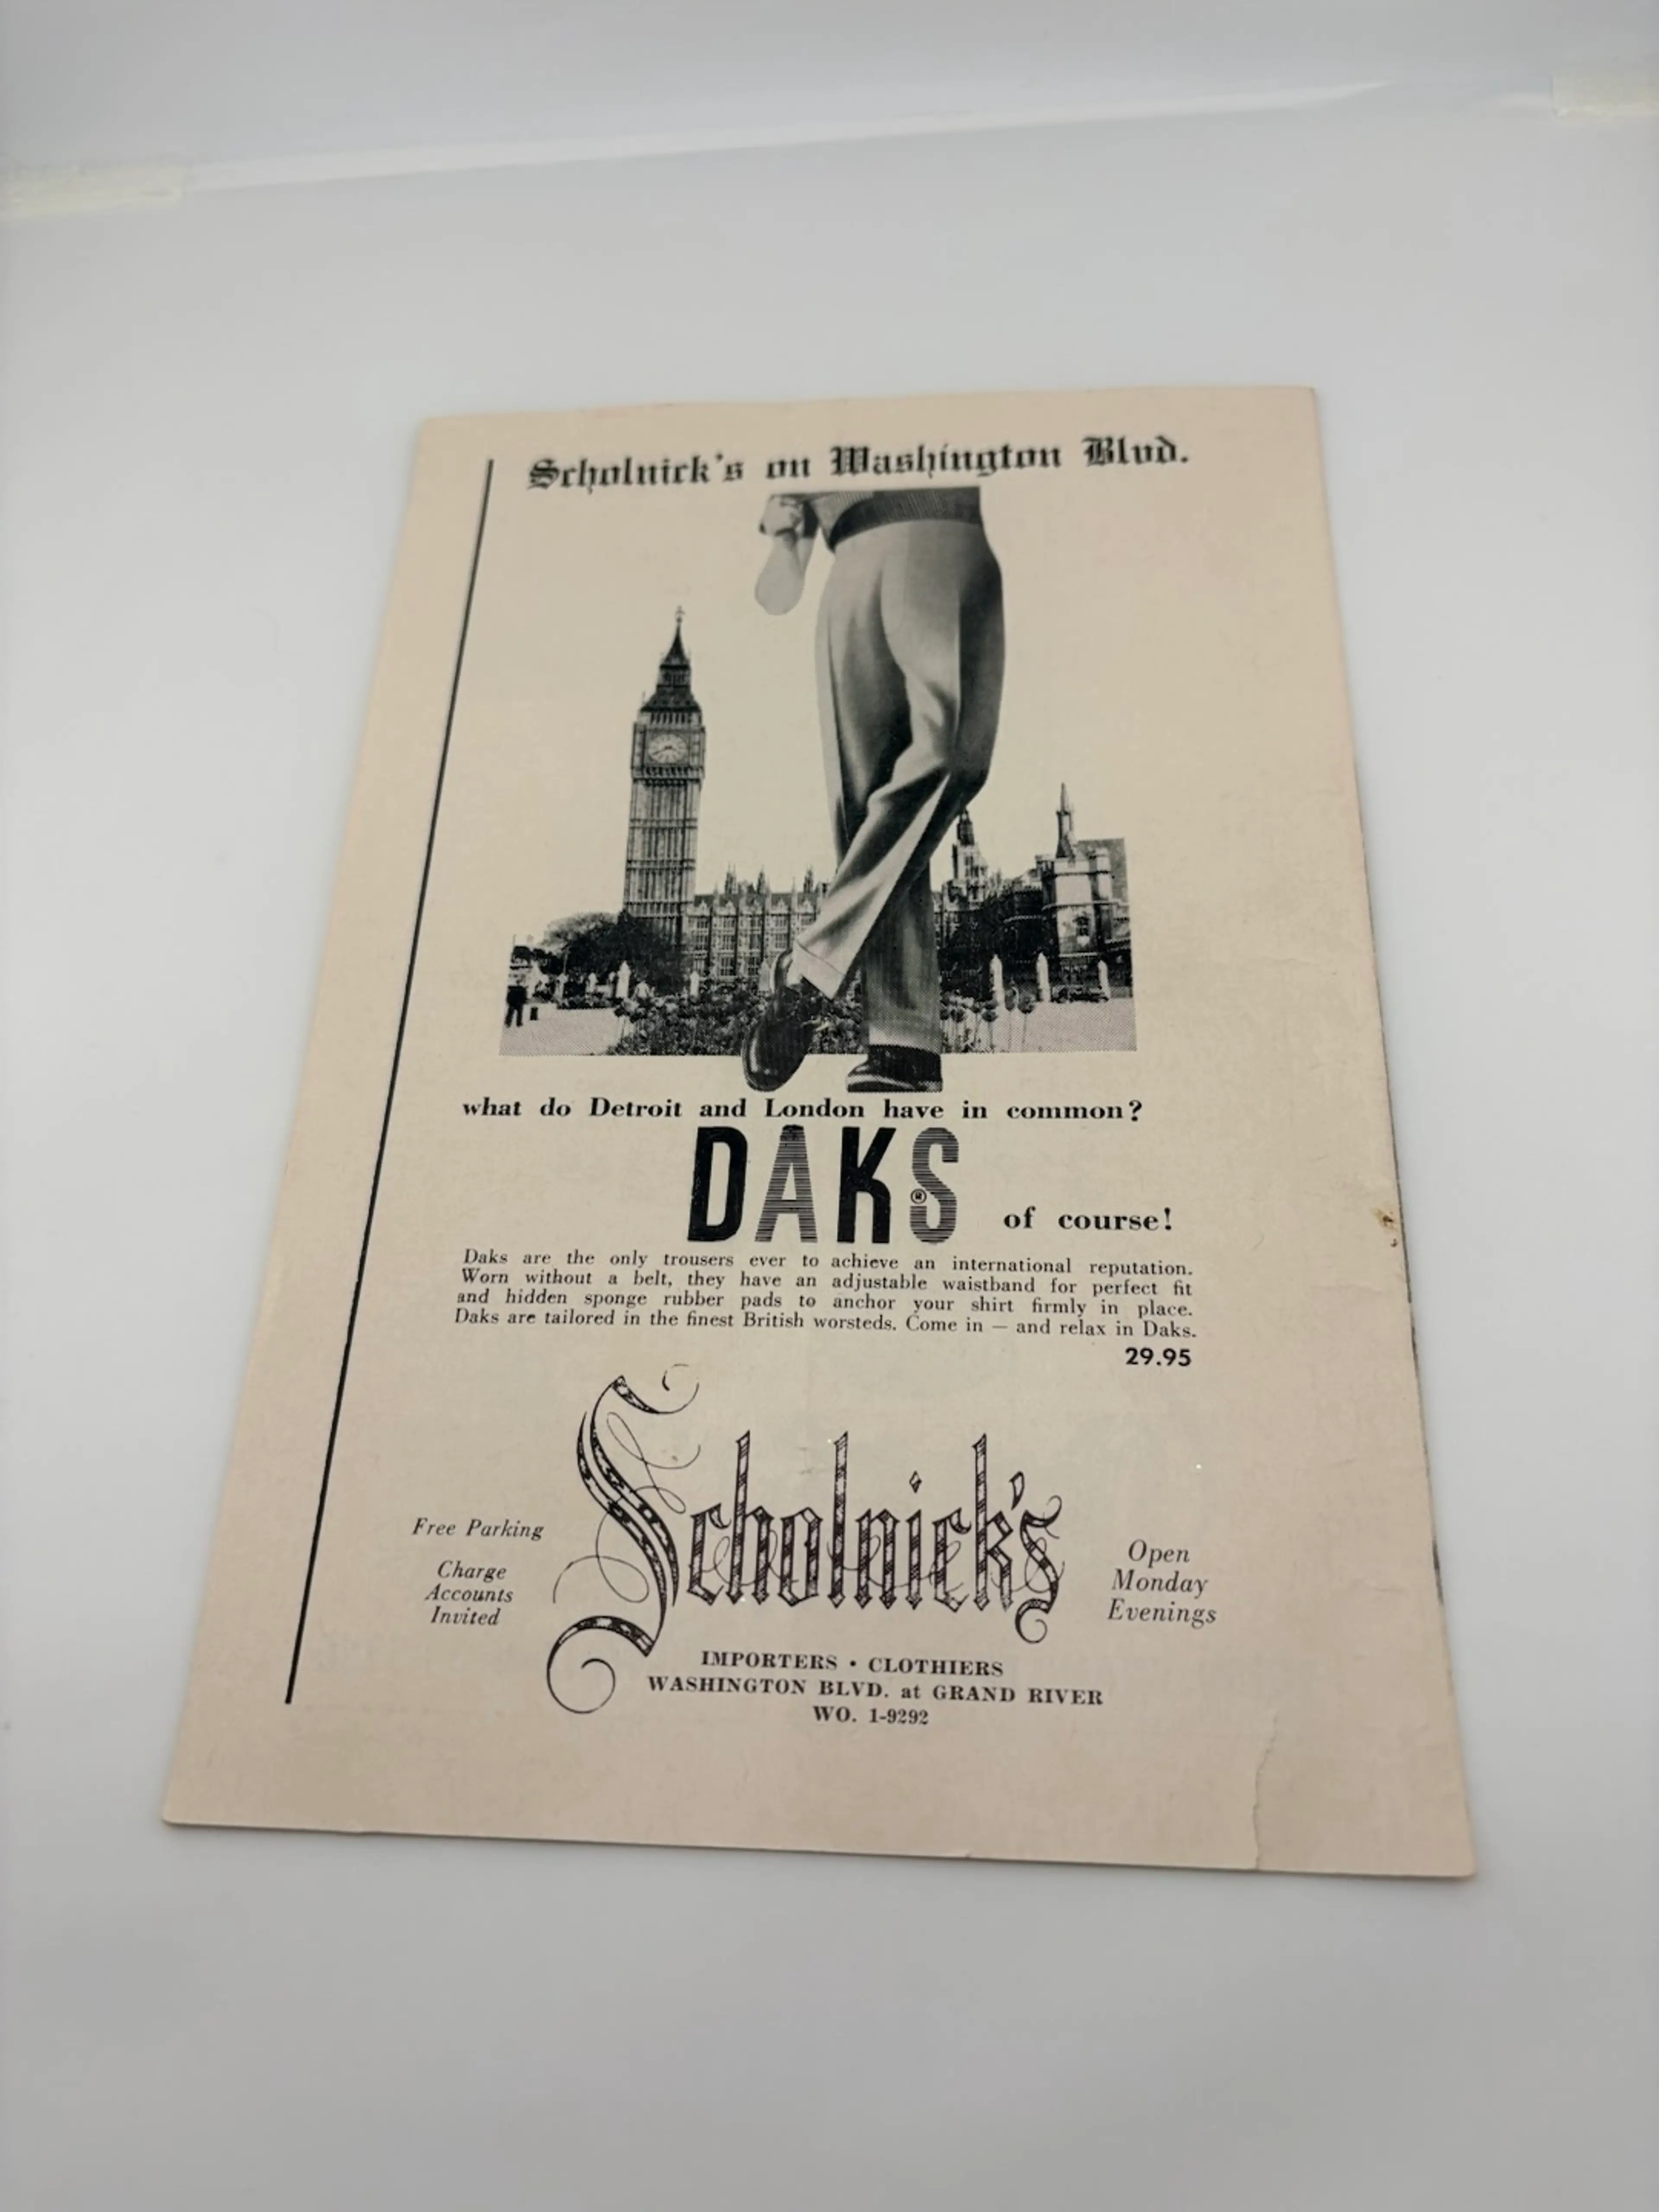 Scholnick's on Washington Blvd.
what do Detroit and London have in common?
DAKS® of course!
Daks are the only trousers ever to achieve an international reputation.
Worn without a belt, they have an adjustable waistband for perfect fit
and hidden sponge rubber pads to anchor your shirt firmly in place.
Daks are tailored in the finest British worsteds. Come in — and relax in Daks.
29.95
Scholnick's
Free Parking
Charge
Accounts
Invited
Open
Monday
Evenings
IMPORTERS • CLOTHIERS
WASHINGTON BLVD. at GRAND RIVER
WO. 1-9292